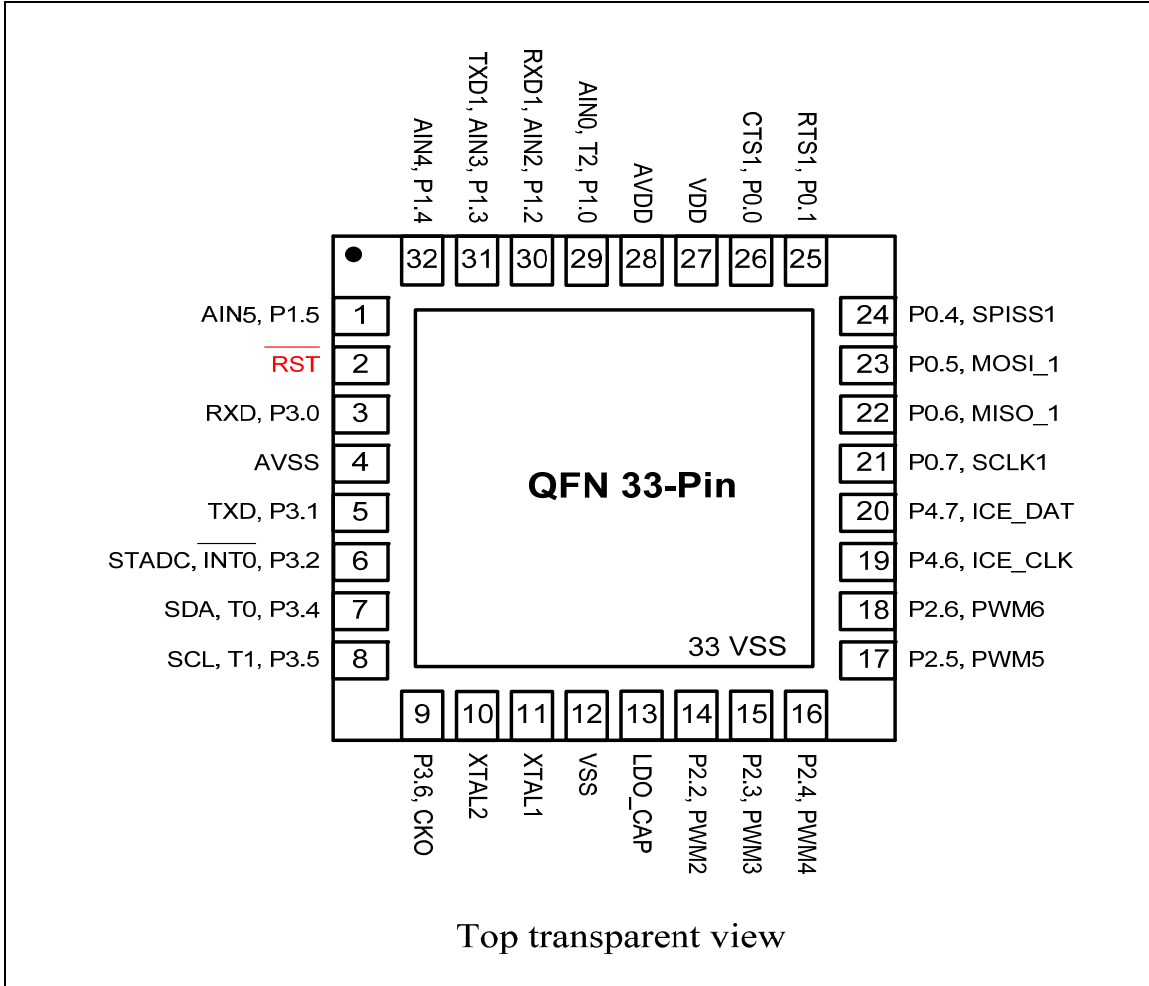 AIN4, P1.4
TXD1, AIN3, P1.3
RXD1, AIN2, P1.2
AIN0, T2, P1.0
AVDD
VDD
CTS1, P0.0
RTS1, P0.1
32 31 30 29 28 27 26 25
AIN5, P1.5 1
RST 2
RXD, P3.0 3
AVSS 4
TXD, P3.1 5
STADC, INT0, P3.2 6
SDA, T0, P3.4 7
SCL, T1, P3.5 8
QFN 33-Pin
33 VSS
24 P0.4, SPISS1
23 P0.5, MOSI_1
22 P0.6, MISO_1
21 P0.7, SCLK1
20 P4.7, ICE_DAT
19 P4.6, ICE_CLK
18 P2.6, PWM6
17 P2.5, PWM5
9 10 11 12 13 14 15 16
P3.6, CKO
XTAL2
XTAL1
VSS
LDO_CAP
P2.2, PWM2
P2.3, PWM3
P2.4, PWM4
Top transparent view